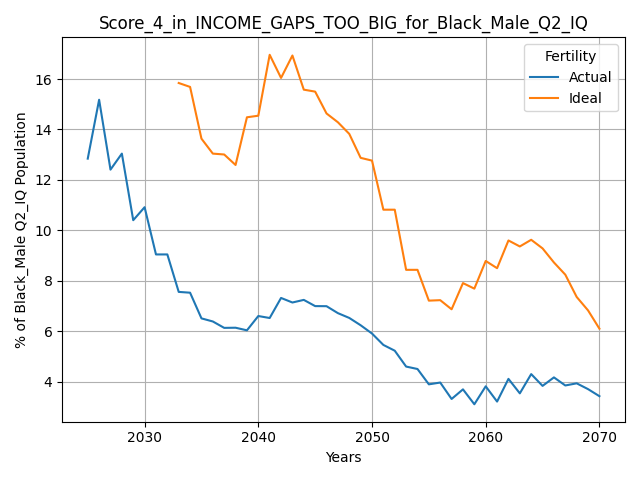 Score_4_in_INCOME_GAPS_TOO_BIG_for_Black_Male_Q2_IQ
Fertility
Actual
Ideal
% of Black_Male Q2_IQ Population
16
14
12
10
8
6
4
2030 2040 2050 2060 2070
Years